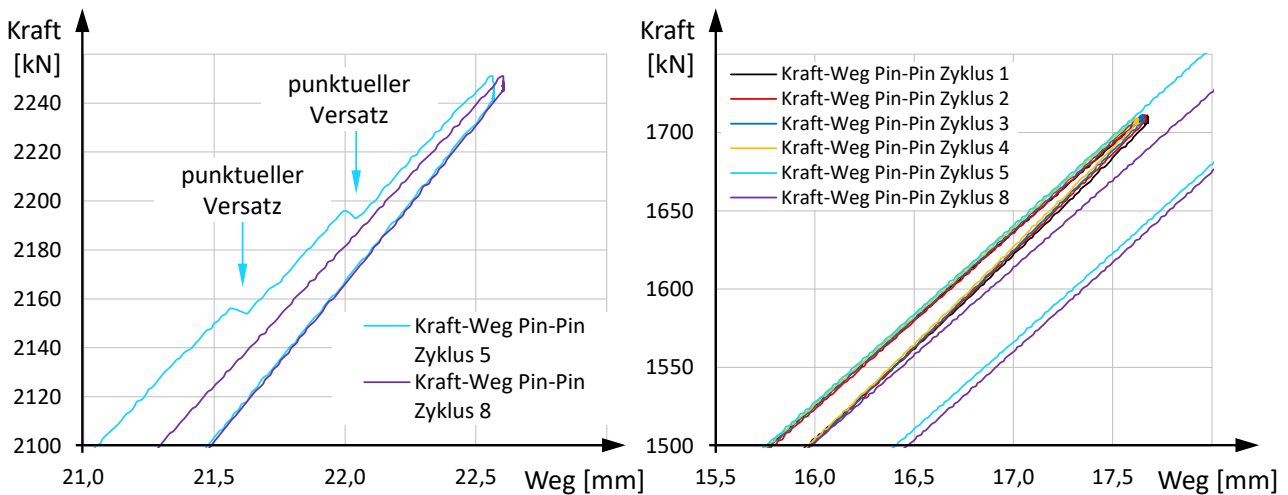 Kraft
[kN]
2240
2220
2200
2180
2160
2140
2120
2100
21,0
21,5
22,0
22,5
Weg [mm]
punktueller
Versatz
punktueller
Versatz
Kraft-Weg Pin-Pin
Zyklus 5
Kraft-Weg Pin-Pin
Zyklus 8
Kraft
[kN]
1700
1650
1600
1550
1500
15,5
16,0
16,5
17,0
17,5
Weg [mm]
Kraft-Weg Pin-Pin Zyklus 1
Kraft-Weg Pin-Pin Zyklus 2
Kraft-Weg Pin-Pin Zyklus 3
Kraft-Weg Pin-Pin Zyklus 4
Kraft-Weg Pin-Pin Zyklus 5
Kraft-Weg Pin-Pin Zyklus 8